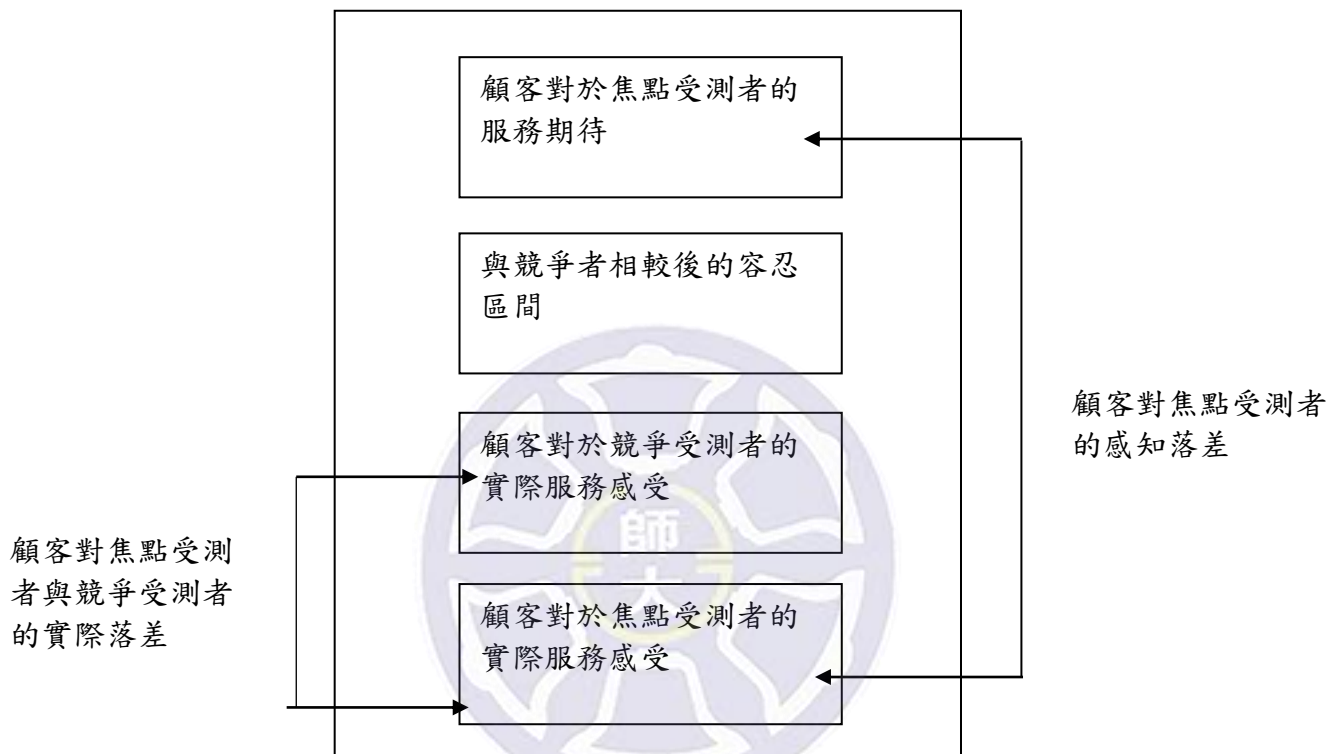 顧客對於焦點受測者的
服務期待
與競爭者相較後的容忍
區間
顧客對焦點受測者
的感知落差
顧客對於競爭受測者的
實際服務感受
師
大
顧客對焦點受測
者與競爭受測者
的實際落差
顧客對於焦點受測者的
實際服務感受